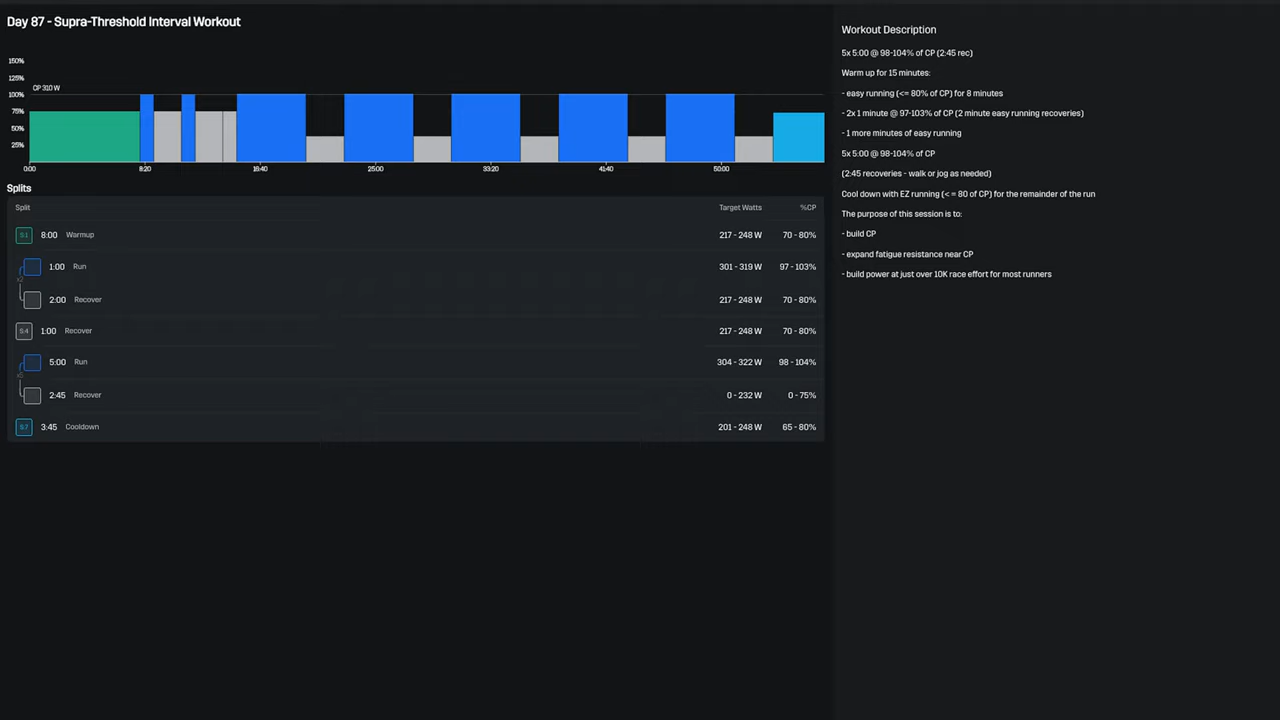 Day 87 - Supra-Threshold Interval Workout
150%
125%
CP 310 W
100%
75%
50%
25%
0:00 8:20 16:40 25:00 33:20 41:40 50:00
Splits
Split Target Watts %CP
S:1 8:00 Warmup 217 - 248 W 70 - 80%
1:00 Run 301 - 319 W 97 - 103%
2:00 Recover 217 - 248 W 70 - 80%
S:4 1:00 Recover 217 - 248 W 70 - 80%
5:00 Run 304 - 322 W 98 - 104%
2:45 Recover 0 - 232 W 0 - 75%
S:7 3:45 Cooldown 201 - 248 W 65 - 80%
Workout Description
5x 5:00 @ 98-104% of CP (2:45 rec)
Warm up for 15 minutes:
- easy running (<= 80% of CP) for 8 minutes
- 2x 1 minute @ 97-103% of CP (2 minute easy running recoveries)
- 1 more minutes of easy running
5x 5:00 @ 98-104% of CP
(2:45 recoveries - walk or jog as needed)
Cool down with EZ running (< = 80 of CP) for the remainder of the run
The purpose of this session is to:
- build CP
- expand fatigue resistance near CP
- build power at just over 10K race effort for most runners